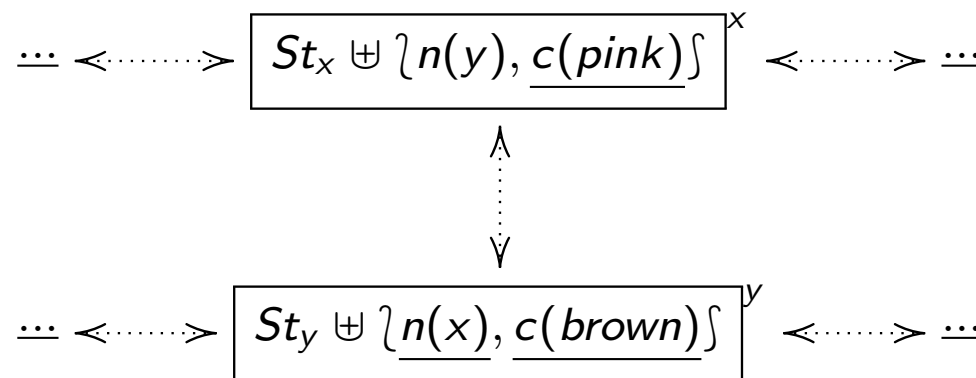 x
... St_x ⊎ ⟅n(y), c(pink)⟆ ...
y
... St_y ⊎ ⟅n(x), c(brown)⟆ ...